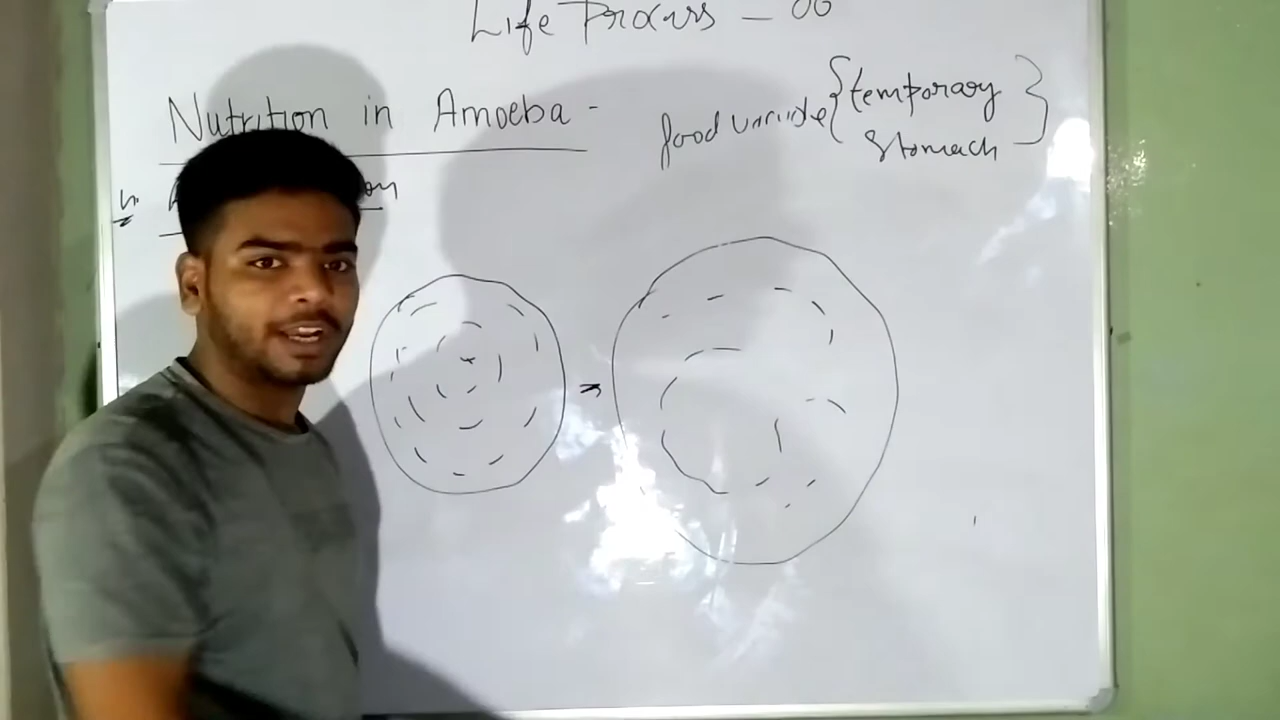 Life Process - 06
Nutrition in Amoeba -
food vacuole { temporary
stomach }